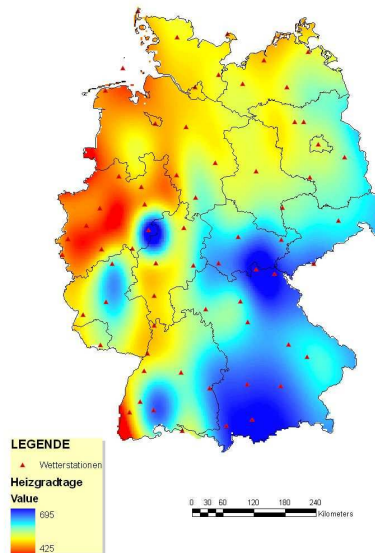 LEGENDE
Wetterstationen
Heizgradtage
Value
695
425
0 30 60 120 180 240
Kilometers